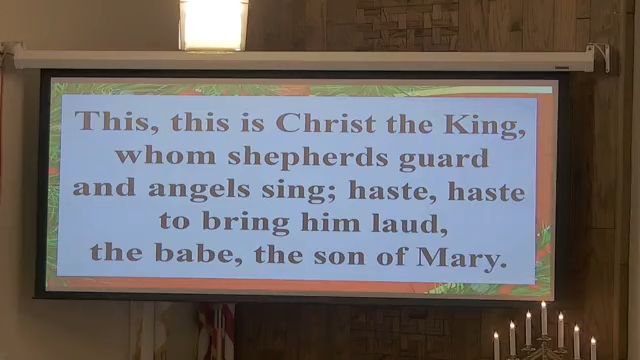 This, this is Christ the King,
whom shepherds guard
and angels sing; haste, haste
to bring him laud,
the babe, the son of Mary.